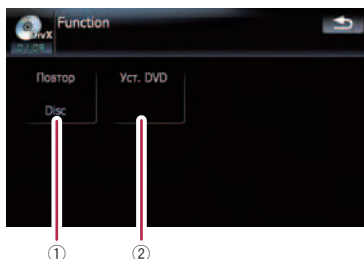 Function
DivX
Повтор
Уст. DVD
Disc
①
②